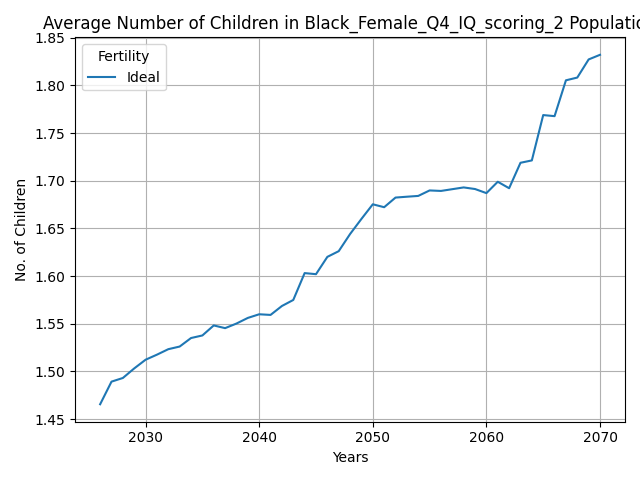 Average Number of Children in Black_Female_Q4_IQ_scoring_2 Populatio
Fertility
Ideal
No. of Children
1.85
1.80
1.75
1.70
1.65
1.60
1.55
1.50
1.45
2030 2040 2050 2060 2070
Years